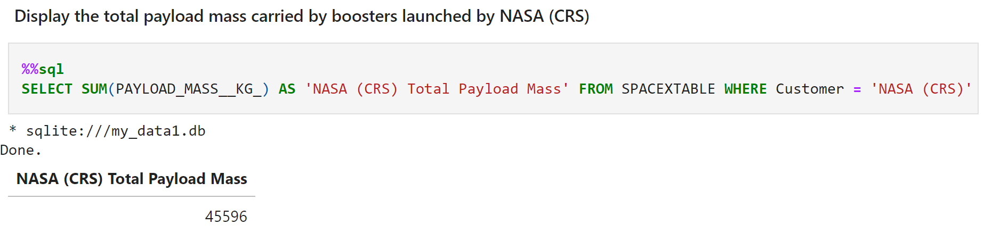 Display the total payload mass carried by boosters launched by NASA (CRS)
%%sql
SELECT SUM(PAYLOAD_MASS__KG_) AS 'NASA (CRS) Total Payload Mass' FROM SPACEXTABLE WHERE Customer = 'NASA (CRS)'
* sqlite:///my_data1.db
Done.
NASA (CRS) Total Payload Mass
45596